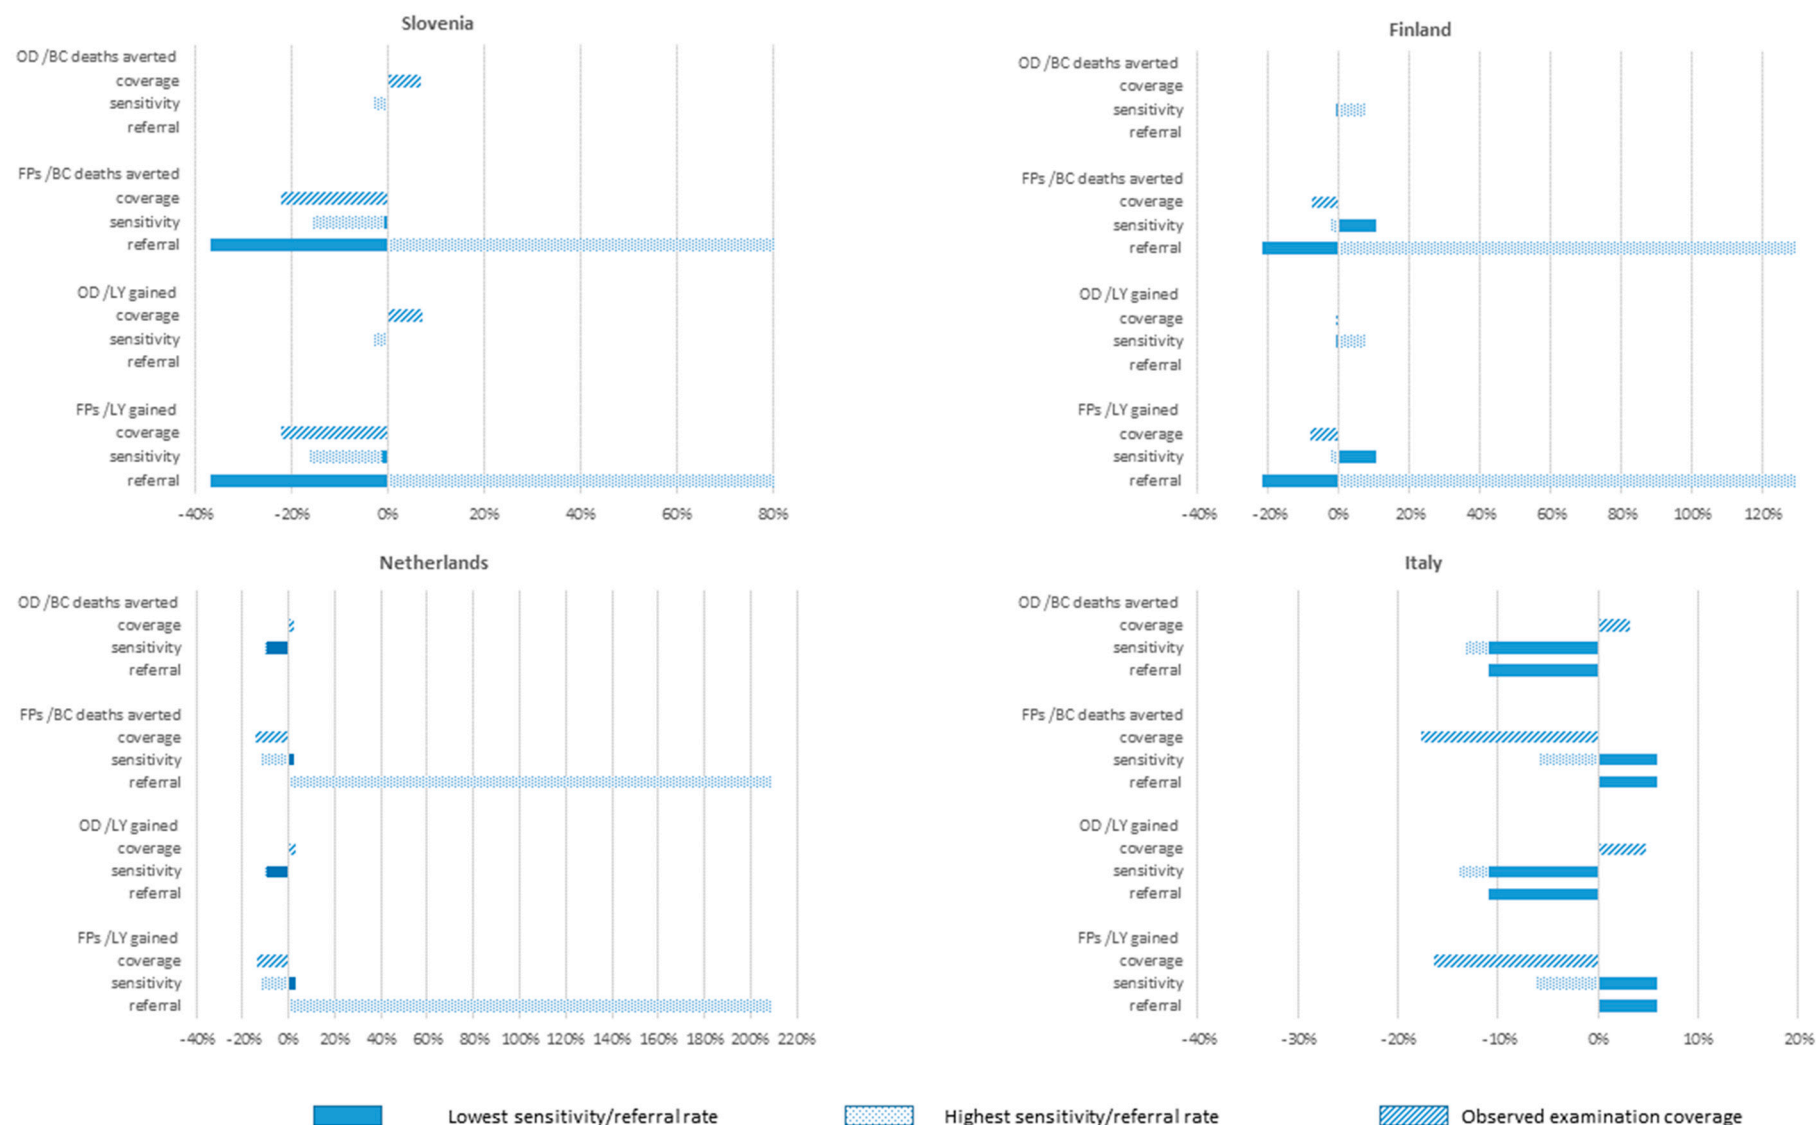 Slovenia
OD /BC deaths averted
coverage
sensitivity
referral
FPs /BC deaths averted
coverage
sensitivity
referral
OD /LY gained
coverage
sensitivity
referral
FPs /LY gained
coverage
sensitivity
referral
-40% -20% 0% 20% 40% 60% 80%
Finland
OD /BC deaths averted
coverage
sensitivity
referral
FPs /BC deaths averted
coverage
sensitivity
referral
OD /LY gained
coverage
sensitivity
referral
FPs /LY gained
coverage
sensitivity
referral
-40% -20% 0% 20% 40% 60% 80% 100% 120%
Netherlands
OD /BC deaths averted
coverage
sensitivity
referral
FPs /BC deaths averted
coverage
sensitivity
referral
OD /LY gained
coverage
sensitivity
referral
FPs /LY gained
coverage
sensitivity
referral
-40% -20% 0% 20% 40% 60% 80% 100% 120% 140% 160% 180% 200% 220%
Italy
OD /BC deaths averted
coverage
sensitivity
referral
FPs /BC deaths averted
coverage
sensitivity
referral
OD /LY gained
coverage
sensitivity
referral
FPs /LY gained
coverage
sensitivity
referral
-40% -30% -20% -10% 0% 10% 20%
Lowest sensitivity/referral rate Highest sensitivity/referral rate Observed examination coverage